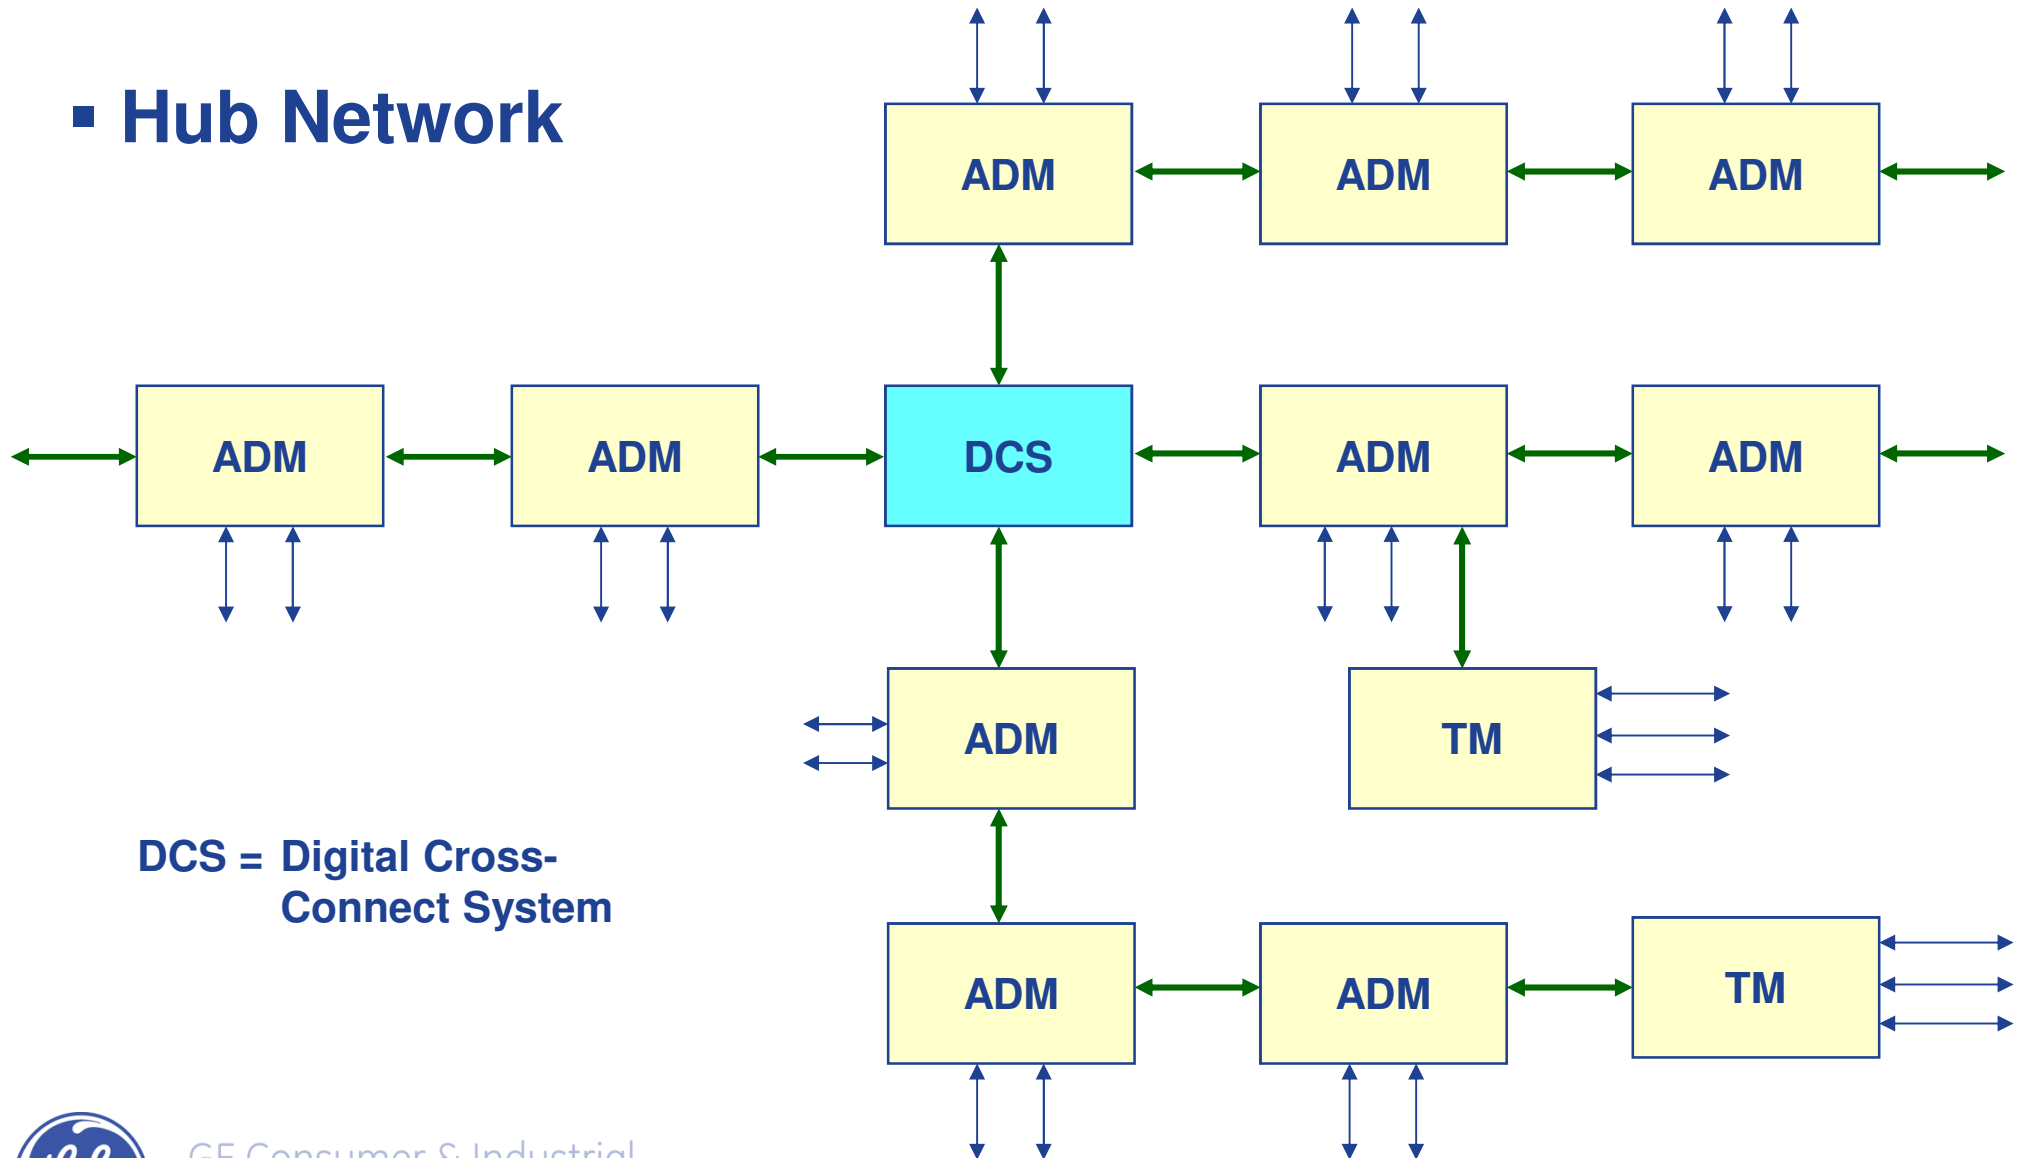 ▪ Hub Network
ADM ADM ADM
ADM ADM DCS ADM ADM
ADM TM
DCS = Digital Cross-
Connect System
ADM ADM TM
GE Consumer & Industrial